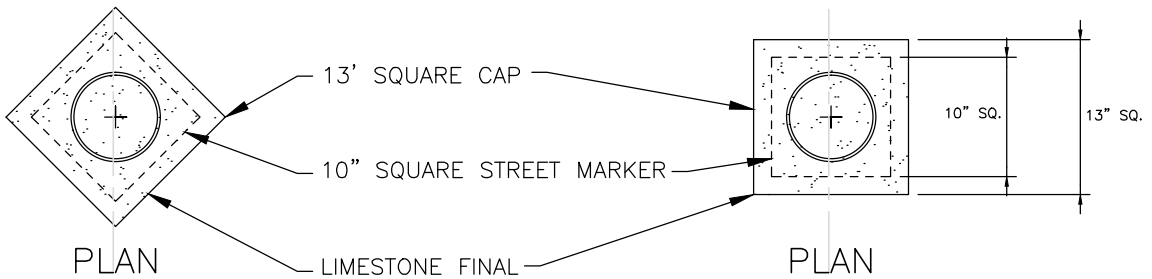 13' SQUARE CAP
10" SQ.
13" SQ.
10" SQUARE STREET MARKER
PLAN
LIMESTONE FINAL
PLAN